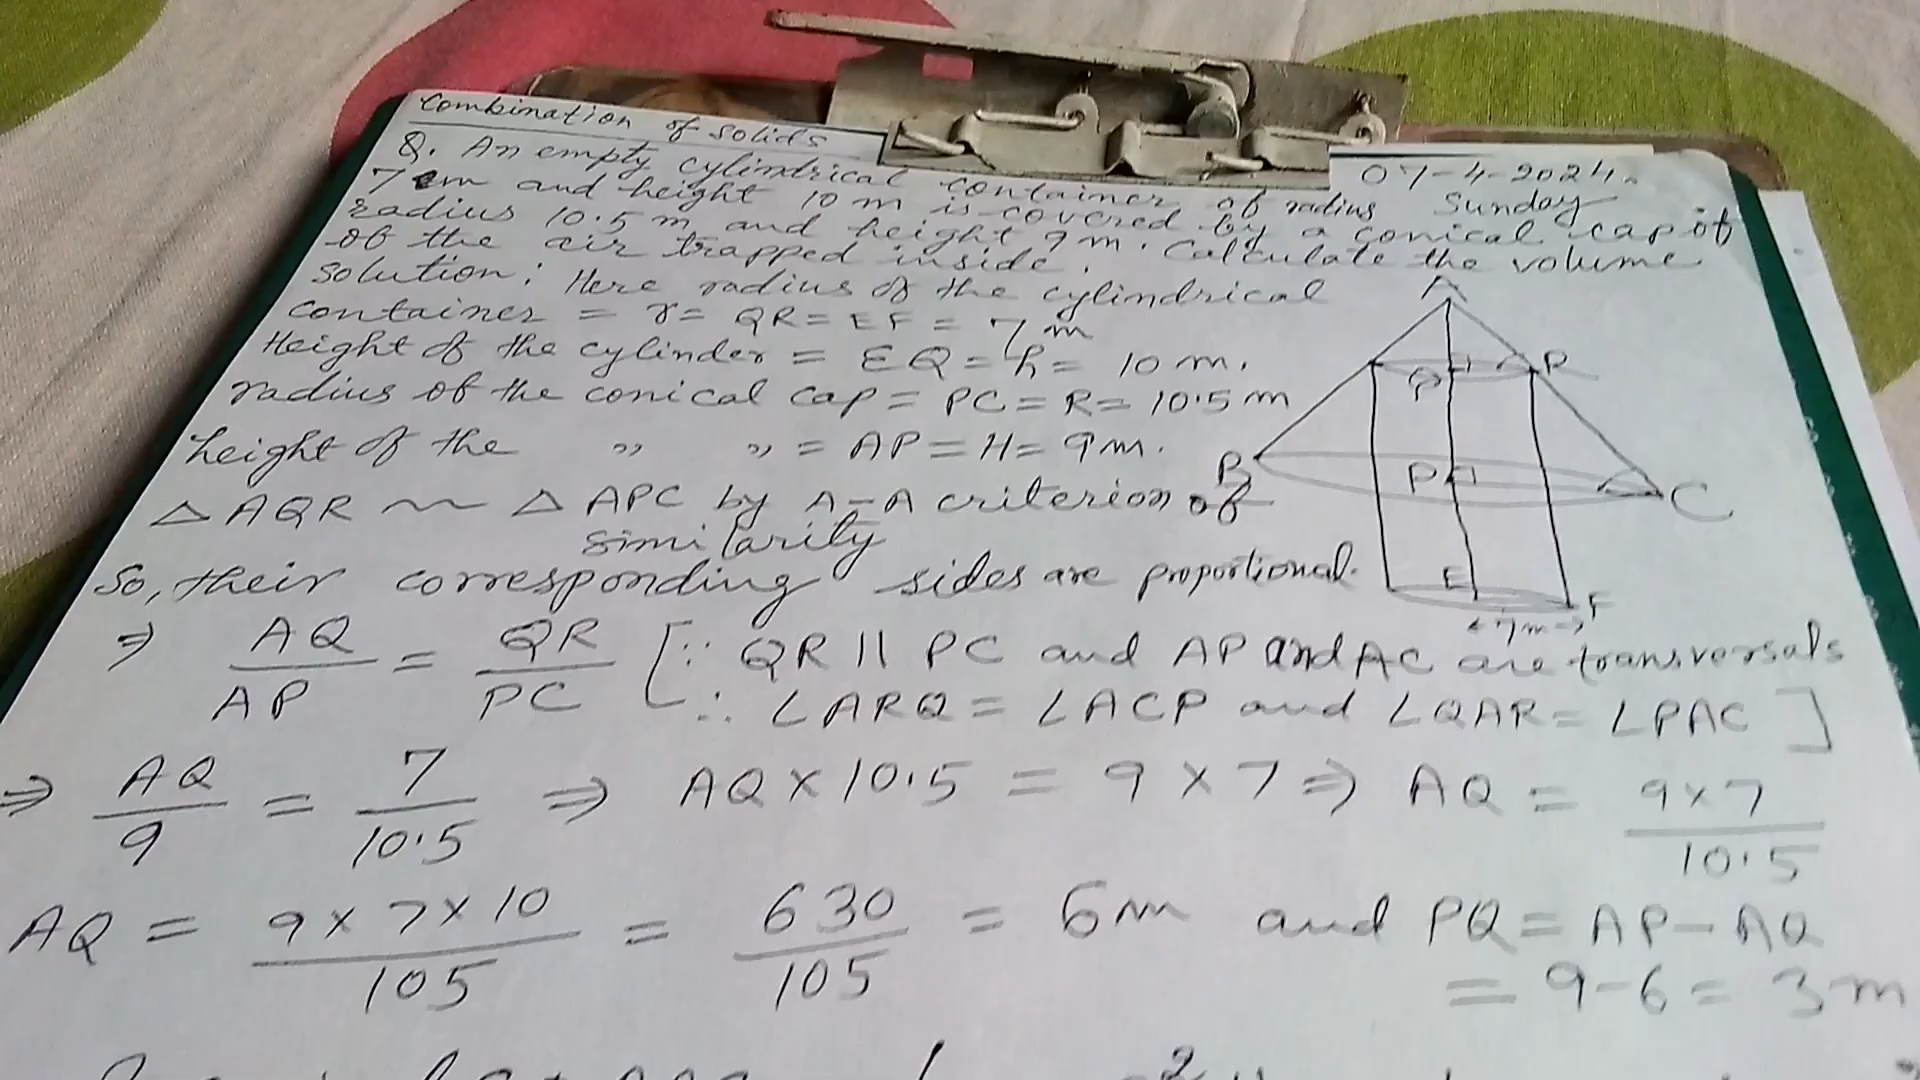 Combination of solids
07-4-2024.
Sunday
Q. An empty cylindrical container of radius
7 m and height 10 m is covered by a conical cap of
radius 10.5 m and height 9 m. Calculate the volume
of the air trapped inside.
Solution: Here radius of the cylindrical
container = r = QR = EF = 7 m
Height of the cylinder = EQ = h = 10 m.
radius of the conical cap = PC = R = 10.5 m
height of the " " = AP = H = 9 m.
△ AQR ~ △ APC by A-A criterion of
similarity
So, their corresponding sides are proportional.
⇒ AQ/AP = QR/PC [∵ QR || PC and AP and AC are transversals
∴ ∠ARQ = ∠ACP and ∠QAR = ∠PAC ]
⇒ AQ/9 = 7/10.5 ⇒ AQ × 10.5 = 9 × 7 ⇒ AQ = 9×7/10.5
AQ = 9 × 7 × 10/105 = 630/105 = 6 m and PQ = AP - AQ
= 9 - 6 = 3 m
A
Q
R
B
P
C
E
F
7 m